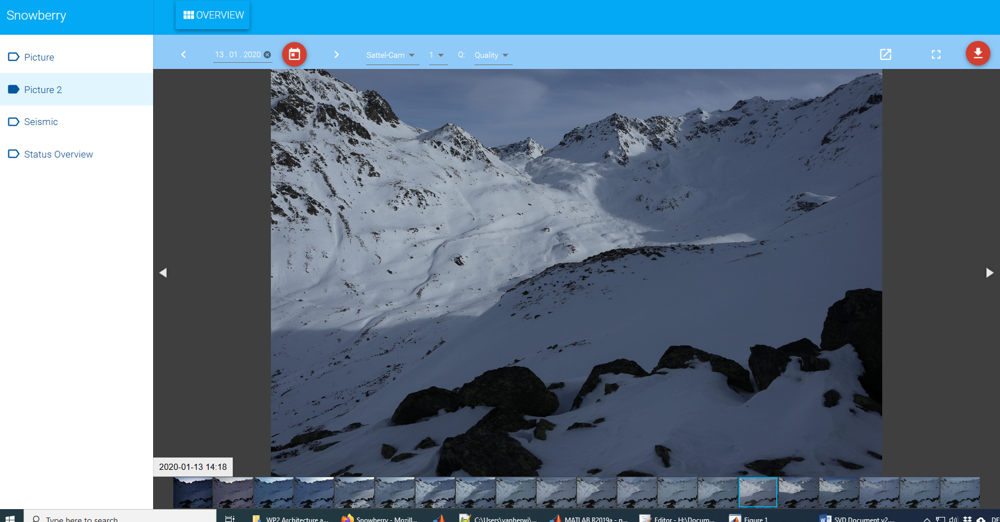 Snowberry
OVERVIEW
13 . 01 . 2020
Sattel-Cam
1
Q:
Quality
Picture
Picture 2
Seismic
Status Overview
2020-01-13 14:18
Type here to search
WP2 Architecture a...
Snowberry - Mozill...
C:\Users\vanherwi\...
MATLAB R2019a - n...
Editor - H:\Docum...
Figure 1
SVD Document v2....
DE